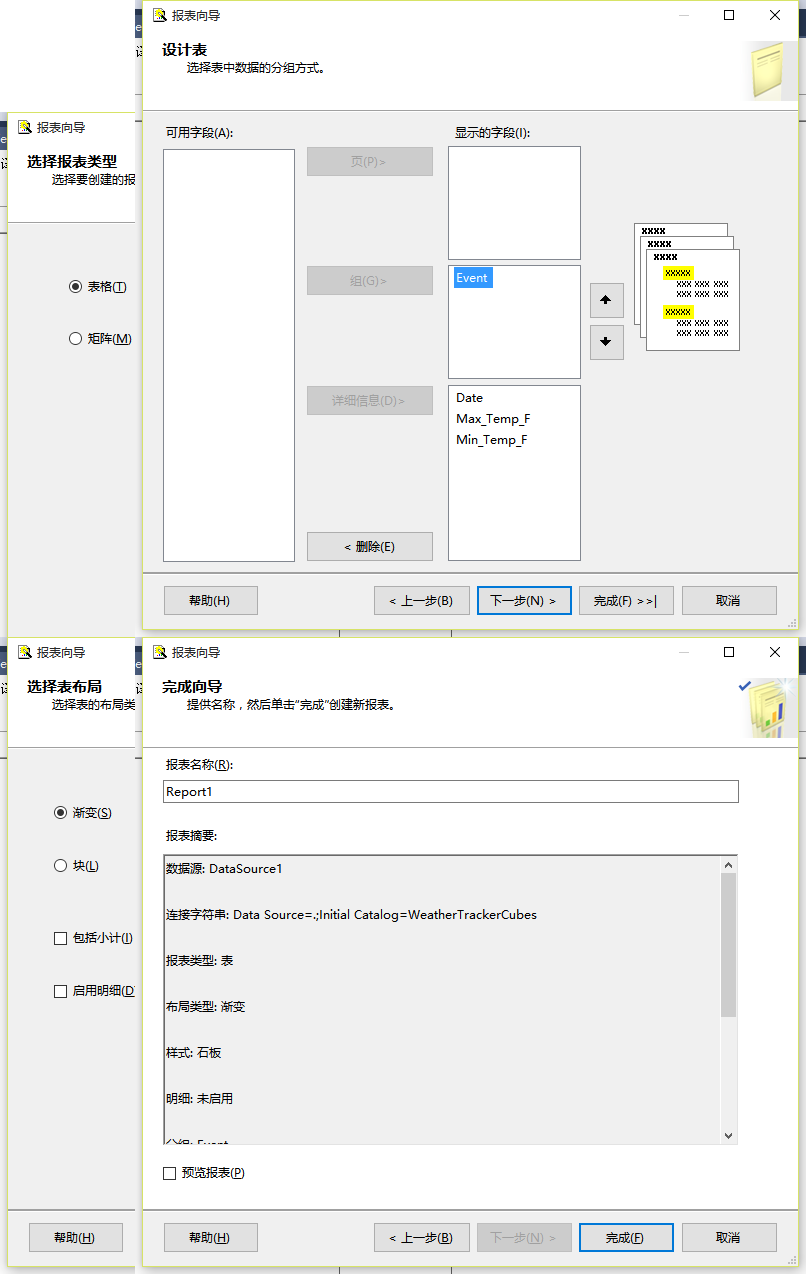 报表向导
设计表
选择表中数据的分组方式。
可用字段(A):
显示的字段(I):
页(P)>
组(G)>
详细信息(D)>
< 删除(E)
Event
Date
Max_Temp_F
Min_Temp_F
xxxx
xxxx
xxxx
xxxxx
xxx xxx xxx
xxx xxx xxx
xxxxx
xxx xxx xxx
xxx xxx xxx
帮助(H)
< 上一步(B)
下一步(N) >
完成(F) >>|
取消
报表向导
选择报表类型
选择要创建的报
表格(T)
矩阵(M)
报表向导
选择表布局
选择表的布局类
渐变(S)
块(L)
包括小计(I)
启用明细(D
帮助(H)
报表向导
完成向导
提供名称，然后单击"完成"创建新报表。
报表名称(R):
Report1
报表摘要:
数据源: DataSource1
连接字符串: Data Source=.;Initial Catalog=WeatherTrackerCubes
报表类型: 表
布局类型: 渐变
样式: 石板
明细: 未启用
分组: Event
预览报表(P)
帮助(H)
< 上一步(B)
下一步(N) >
完成(F)
取消